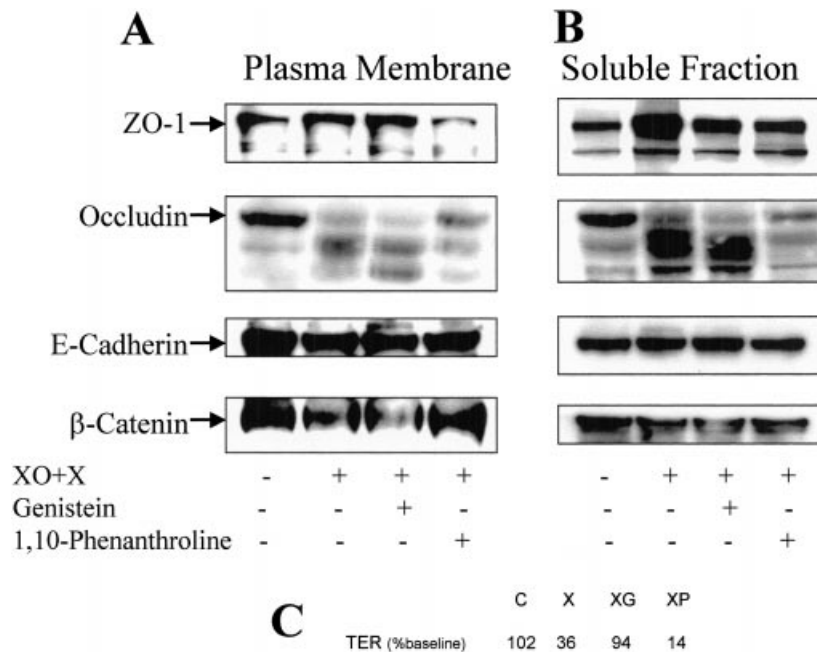 A
B
Plasma Membrane
Soluble Fraction
ZO-1
Occludin
E-Cadherin
β-Catenin
XO+X - + + + - + + +
Genistein - - + - - - + -
1,10-Phenanthroline - - - + - - - +
C
C X XG XP
TER (%baseline) 102 36 94 14